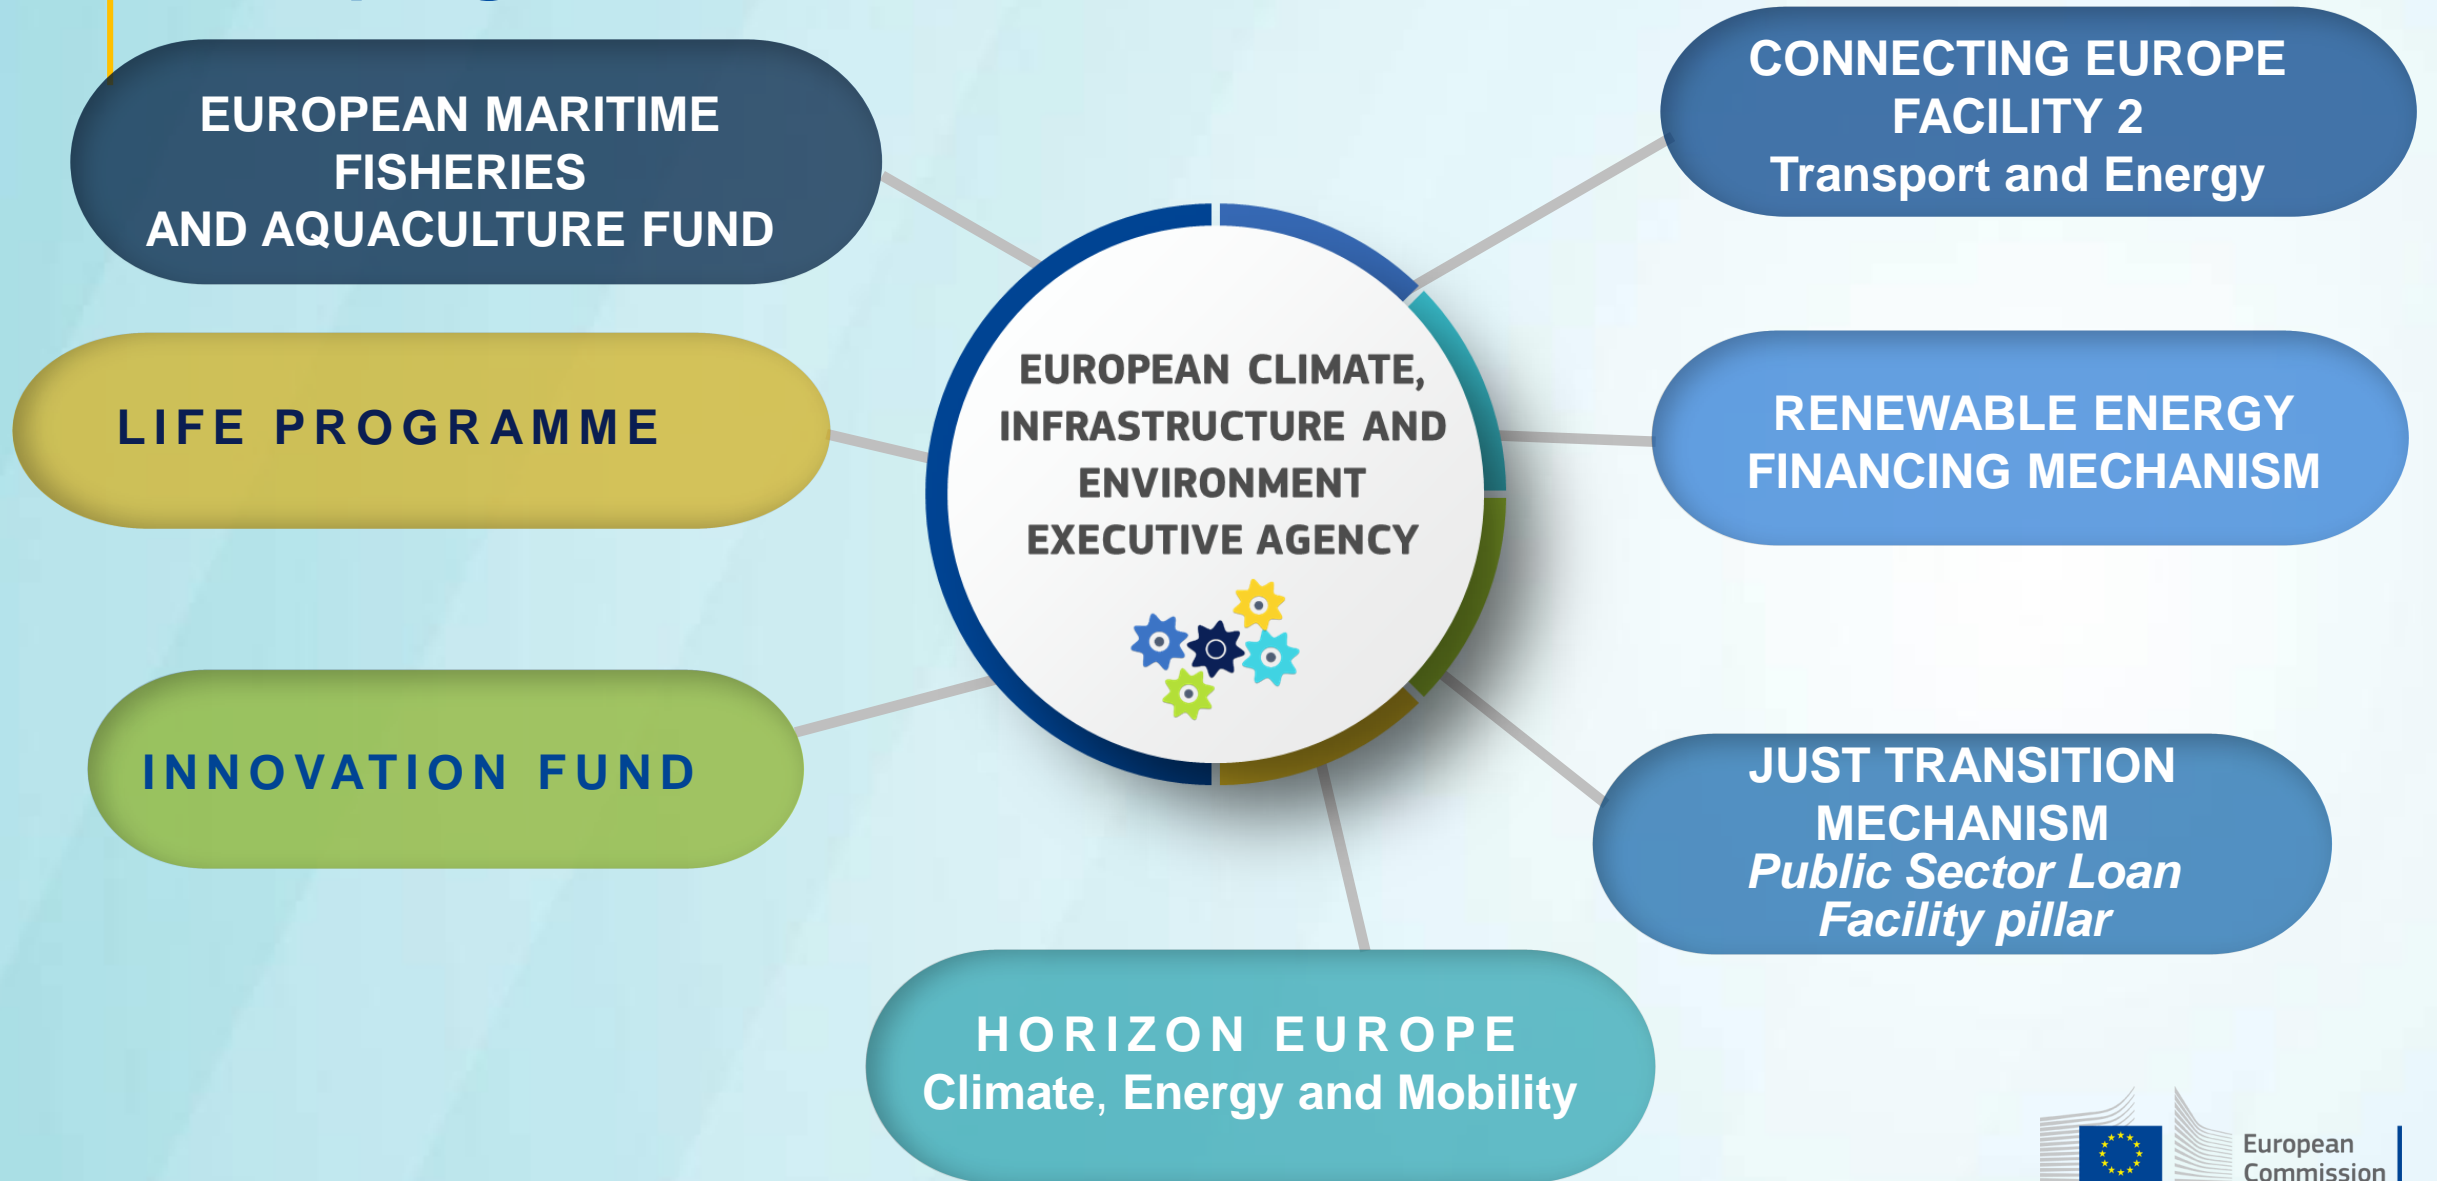 EUROPEAN MARITIME
FISHERIES
AND AQUACULTURE FUND
LIFE PROGRAMME
INNOVATION FUND
EUROPEAN CLIMATE,
INFRASTRUCTURE AND
ENVIRONMENT
EXECUTIVE AGENCY
CONNECTING EUROPE
FACILITY 2
Transport and Energy
RENEWABLE ENERGY
FINANCING MECHANISM
JUST TRANSITION
MECHANISM
Public Sector Loan
Facility pillar
HORIZON EUROPE
Climate, Energy and Mobility
European
Commission